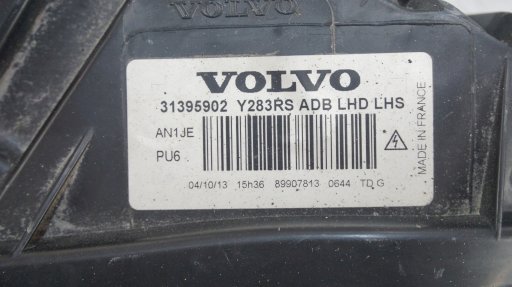 VOLVO
VOLVO
31395902 Y283RS ADB LHD LHS
AN1JE
PU6
04/10/13 15h36 89907813 0644 TD G
MADE IN FRANCE